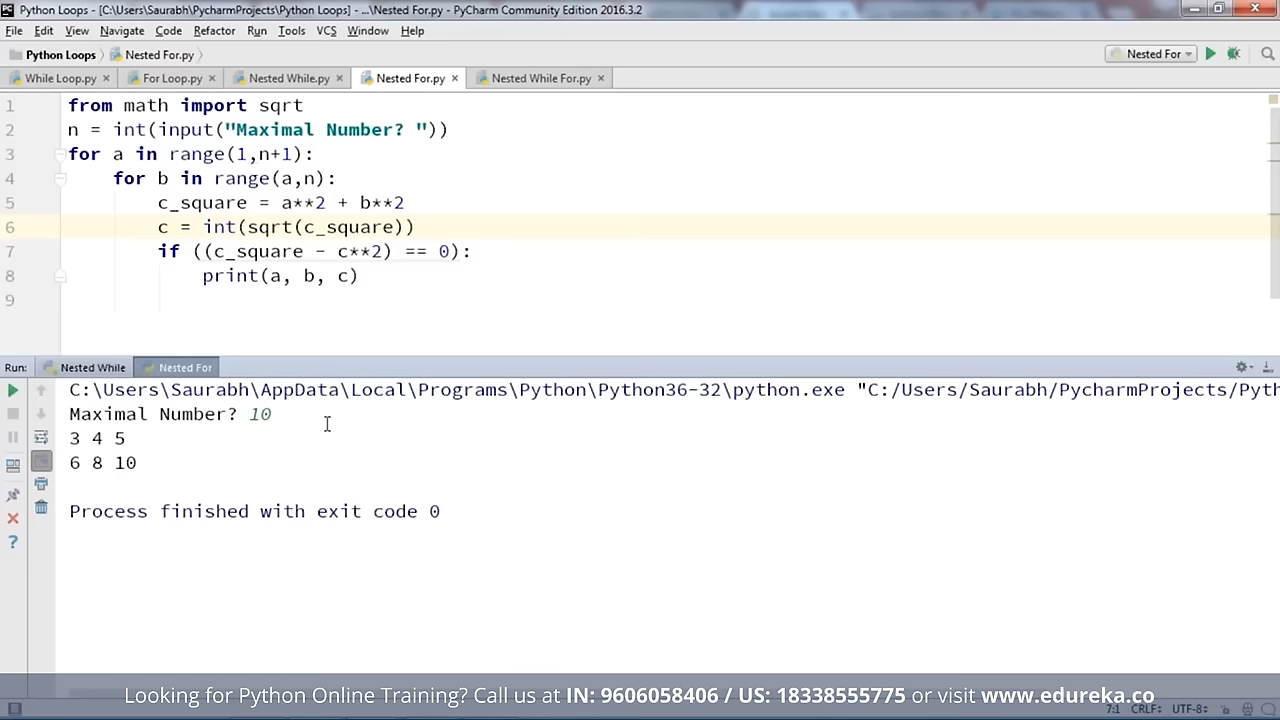 Python Loops - [C:\Users\Saurabh\PycharmProjects\Python Loops] - ...\Nested For.py - PyCharm Community Edition 2016.3.2
File Edit View Navigate Code Refactor Run Tools VCS Window Help
Python Loops Nested For.py Nested For
While Loop.py For Loop.py Nested While.py Nested For.py Nested While For.py
1 from math import sqrt
2 n = int(input("Maximal Number? "))
3 for a in range(1,n+1):
4 for b in range(a,n):
5 c_square = a**2 + b**2
6 c = int(sqrt(c_square))
7 if ((c_square - c**2) == 0):
8 print(a, b, c)
9
Run: Nested While Nested For
C:\Users\Saurabh\AppData\Local\Programs\Python\Python36-32\python.exe "C:/Users/Saurabh/PycharmProjects/Pyth
Maximal Number? 10
3 4 5
6 8 10
Process finished with exit code 0
Looking for Python Online Training? Call us at IN: 9606058406 / US: 18338555775 or visit www.edureka.co
7:1 CRLF÷ UTF-8÷